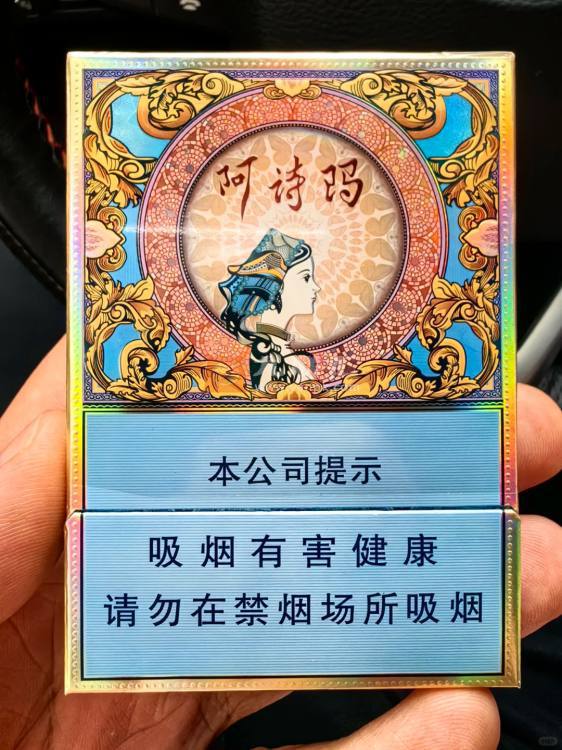 阿诗玛
本公司提示
吸烟有害健康
请勿在禁烟场所吸烟